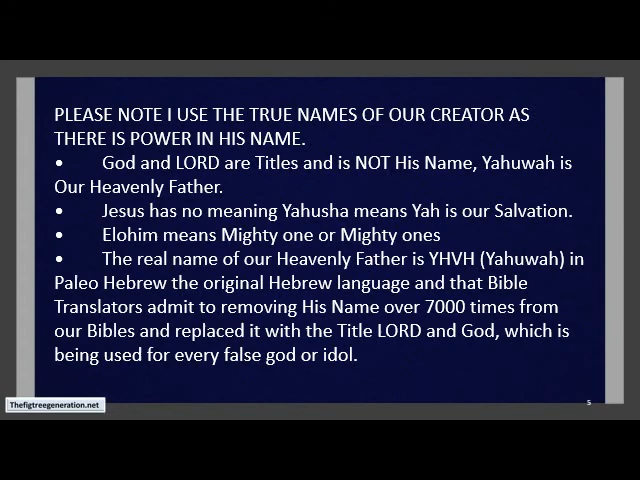 PLEASE NOTE I USE THE TRUE NAMES OF OUR CREATOR AS
THERE IS POWER IN HIS NAME.
• God and LORD are Titles and is NOT His Name, Yahuwah is
Our Heavenly Father.
• Jesus has no meaning Yahusha means Yah is our Salvation.
• Elohim means Mighty one or Mighty ones
• The real name of our Heavenly Father is YHVH (Yahuwah) in
Paleo Hebrew the original Hebrew language and that Bible
Translators admit to removing His Name over 7000 times from
our Bibles and replaced it with the Title LORD and God, which is
being used for every false god or idol.
Thefigtreegeneration.net
5